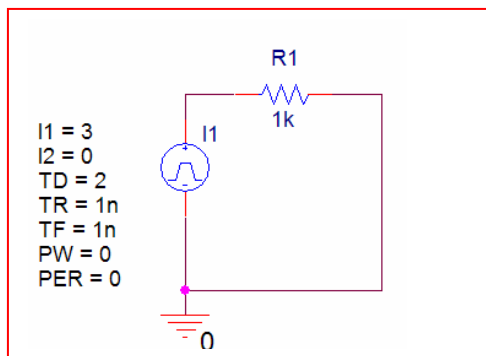 R1
1k
I1
I1 = 3
I2 = 0
TD = 2
TR = 1n
TF = 1n
PW = 0
PER = 0
0